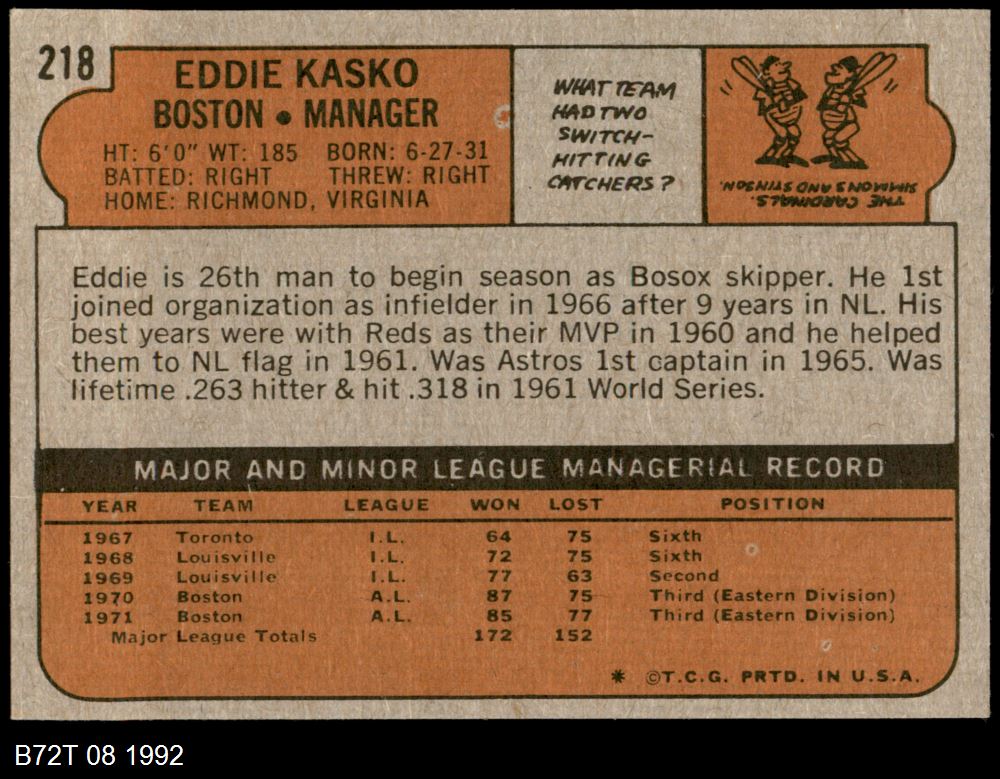 218
EDDIE KASKO
BOSTON • MANAGER
HT: 6'0" WT: 185 BORN: 6-27-31
BATTED: RIGHT THREW: RIGHT
HOME: RICHMOND, VIRGINIA
WHAT TEAM
HAD TWO
SWITCH-
HITTING
CATCHERS?
THE CARDINALS.
SIMMONS AND STINSON.
Eddie is 26th man to begin season as Bosox skipper. He 1st
joined organization as infielder in 1966 after 9 years in NL. His
best years were with Reds as their MVP in 1960 and he helped
them to NL flag in 1961. Was Astros 1st captain in 1965. Was
lifetime .263 hitter & hit .318 in 1961 World Series.
MAJOR AND MINOR LEAGUE MANAGERIAL RECORD
YEAR TEAM LEAGUE WON LOST POSITION
1967 Toronto I.L. 64 75 Sixth
1968 Louisville I.L. 72 75 Sixth
1969 Louisville I.L. 77 63 Second
1970 Boston A.L. 87 75 Third (Eastern Division)
1971 Boston A.L. 85 77 Third (Eastern Division)
Major League Totals 172 152
* ©T.C.G. PRTD. IN U.S.A.
B72T 08 1992